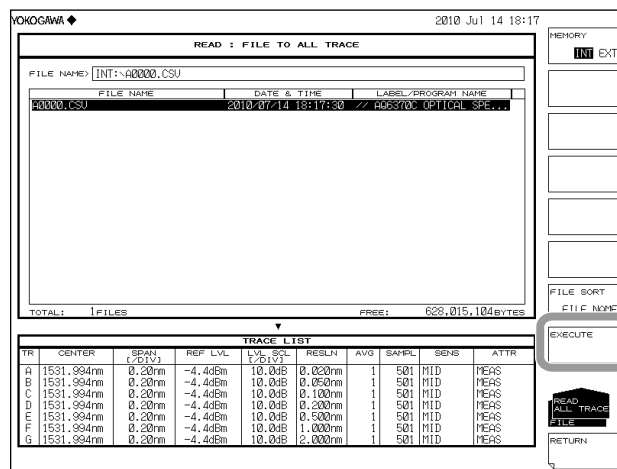 YOKOGAWA ◆ 2010 Jul 14 18:17
READ : FILE TO ALL TRACE
FILE NAME> INT:\A0000.CSV
FILE NAME DATE & TIME LABEL/PROGRAM NAME
A0000.CSV 2010/07/14 18:17:30 // AQ6370C OPTICAL SPE...
TOTAL: 1FILES FREE: 628,015,104BYTES
▼
TRACE LIST
TR CENTER SPAN [/DIV] REF LVL LVL SCL [/DIV] RESLN AVG SAMPL SENS ATTR
A 1531.994nm 0.20nm -4.4dBm 10.0dB 0.020nm 1 501 MID MEAS
B 1531.994nm 0.20nm -4.4dBm 10.0dB 0.050nm 1 501 MID MEAS
C 1531.994nm 0.20nm -4.4dBm 10.0dB 0.100nm 1 501 MID MEAS
D 1531.994nm 0.20nm -4.4dBm 10.0dB 0.200nm 1 501 MID MEAS
E 1531.994nm 0.20nm -4.4dBm 10.0dB 0.500nm 1 501 MID MEAS
F 1531.994nm 0.20nm -4.4dBm 10.0dB 1.000nm 1 501 MID MEAS
G 1531.994nm 0.20nm -4.4dBm 10.0dB 2.000nm 1 501 MID MEAS
MEMORY
INT EXT
FILE SORT
FILE NAME
EXECUTE
READ
ALL TRACE
FILE
RETURN